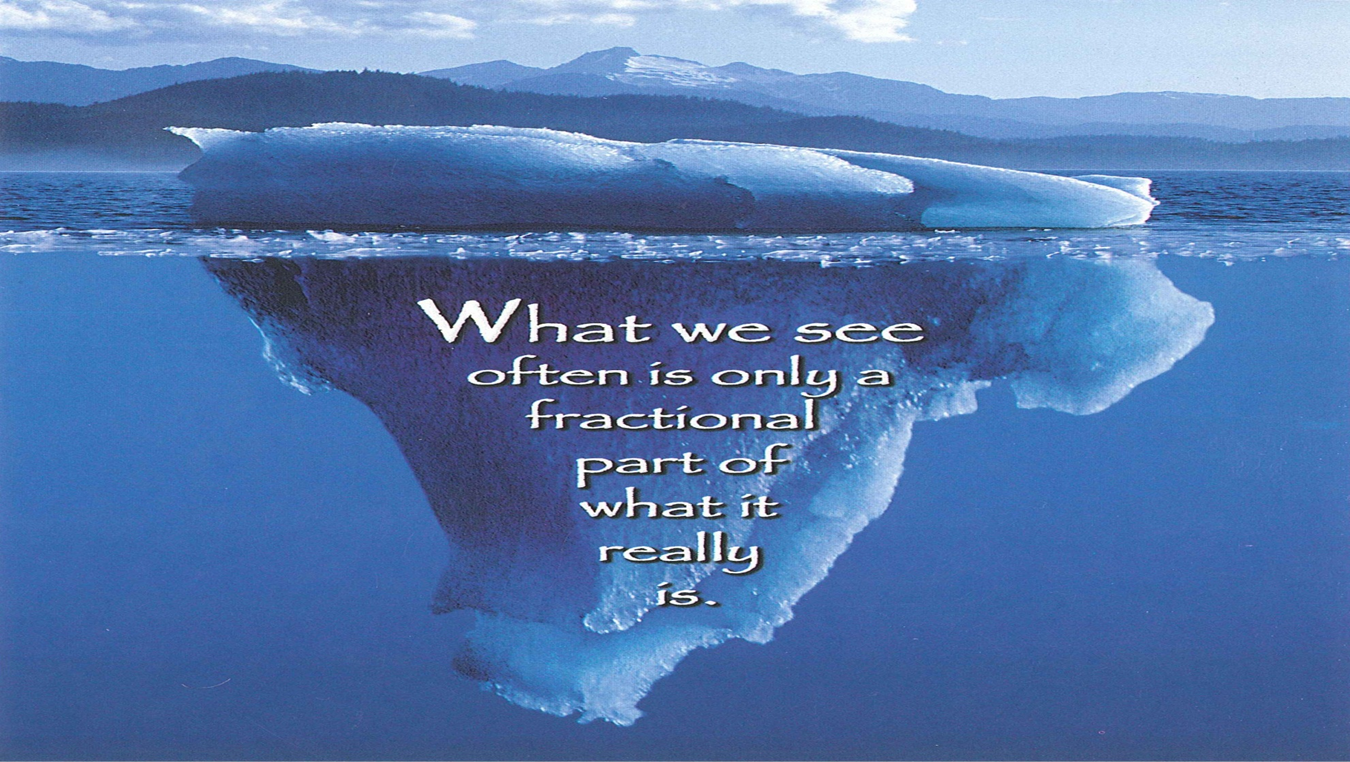 What we see
often is only a
fractional
part of
what it
really
is.